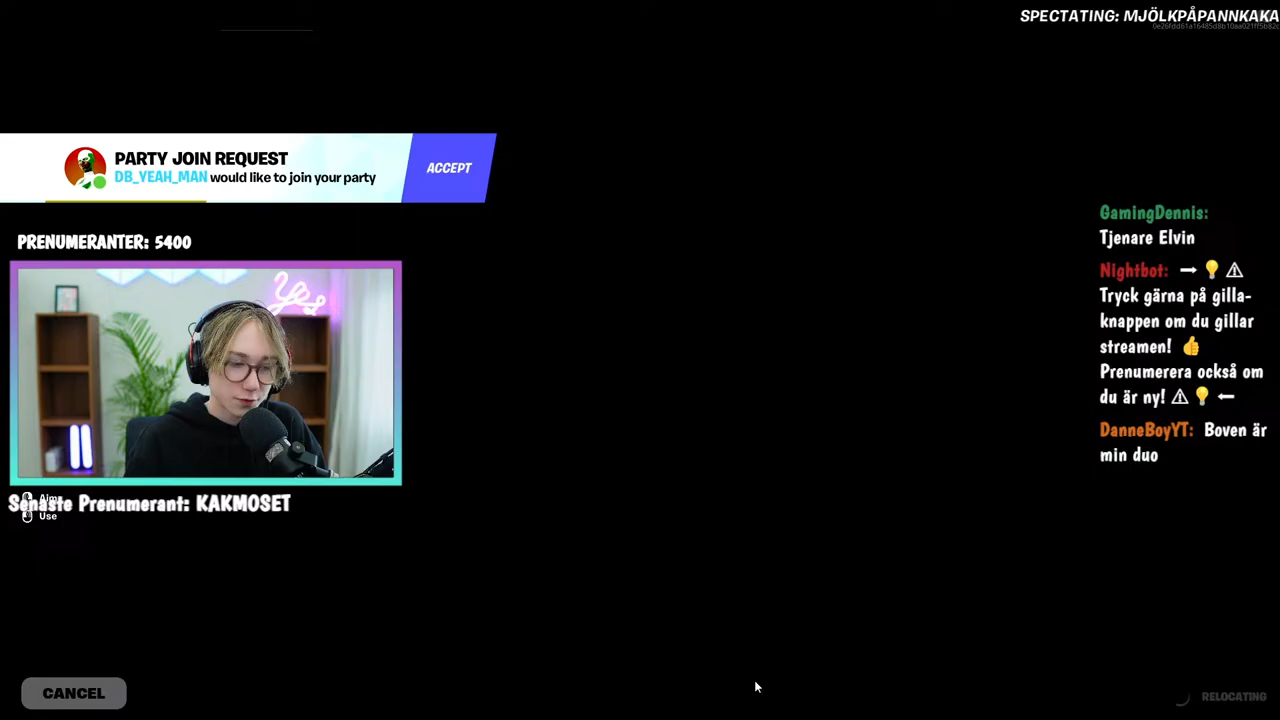 SPECTATING: MJÖLKPÅPANNKAKA
PARTY JOIN REQUEST
DB_YEAH_MAN would like to join your party
ACCEPT
PRENUMERANTER: 5400
yes
Aim
Senaste Prenumerant: KAKMOSET
Use
GamingDennis:
Tjenare Elvin
Nightbot: ➞ 💡 ⚠
Tryck gärna på gilla-
knappen om du gillar
streamen! 👍
Prenumerera också om
du är ny! ⚠ 💡 ←
DanneBoyYT: Boven är
min duo
CANCEL
RELOCATING